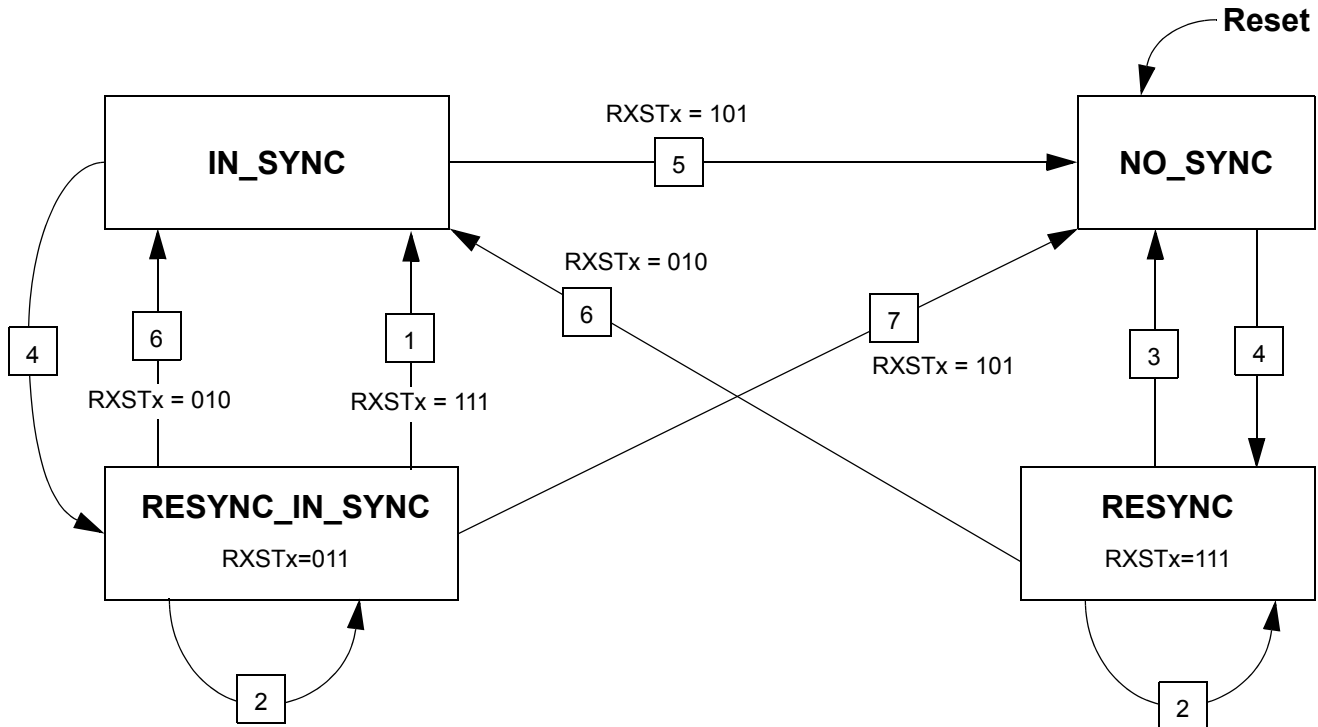 Reset
RXSTx = 101
IN_SYNC
5
NO_SYNC
RXSTx = 010
6
7
RXSTx = 101
4
6
1
3
4
RXSTx = 010
RXSTx = 111
RESYNC_IN_SYNC
RXSTx=011
RESYNC
RXSTx=111
2
2